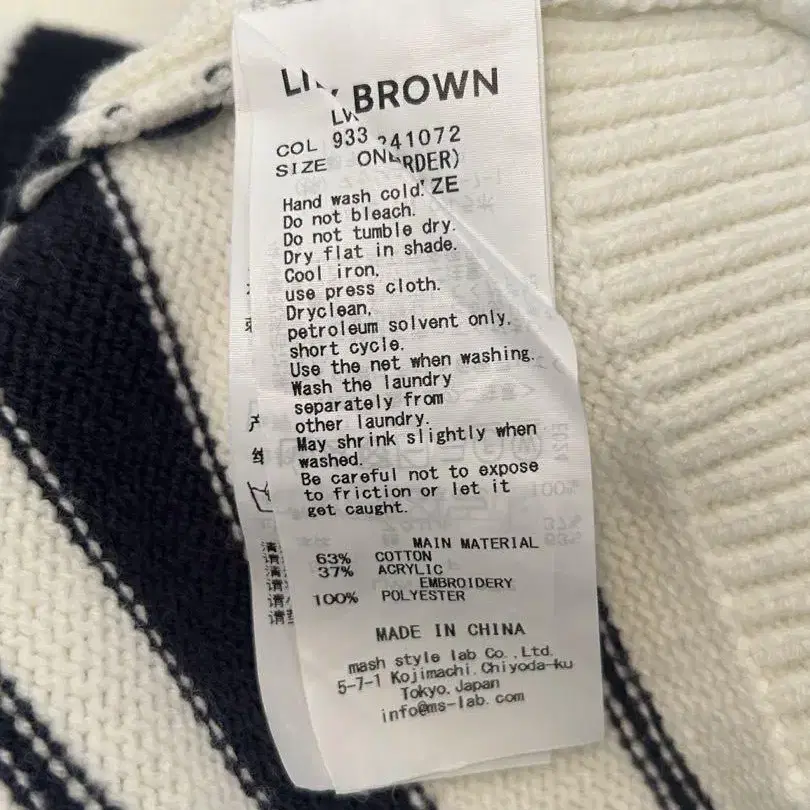 BROWN
COL 933 241072
SIZE
Hand wash cold.
Do not bleach.
Do not tumble dry.
Dry flat in shade.
Cool iron,
use press cloth.
Dryclean,
petroleum solvent only,
short cycle.
Use the net when washing.
Wash the laundry
separately from
other laundry.
May shrink slightly when
washed.
Be careful not to expose
to friction or let it
get caught.
MAIN MATERIAL
63% COTTON
37% ACRYLIC
EMBROIDERY
100% POLYESTER
MADE IN CHINA
mash style lab Co.,Ltd.
5-7-1 Kojimachi,Chiyoda-ku
Tokyo,Japan
info@ms-lab.com